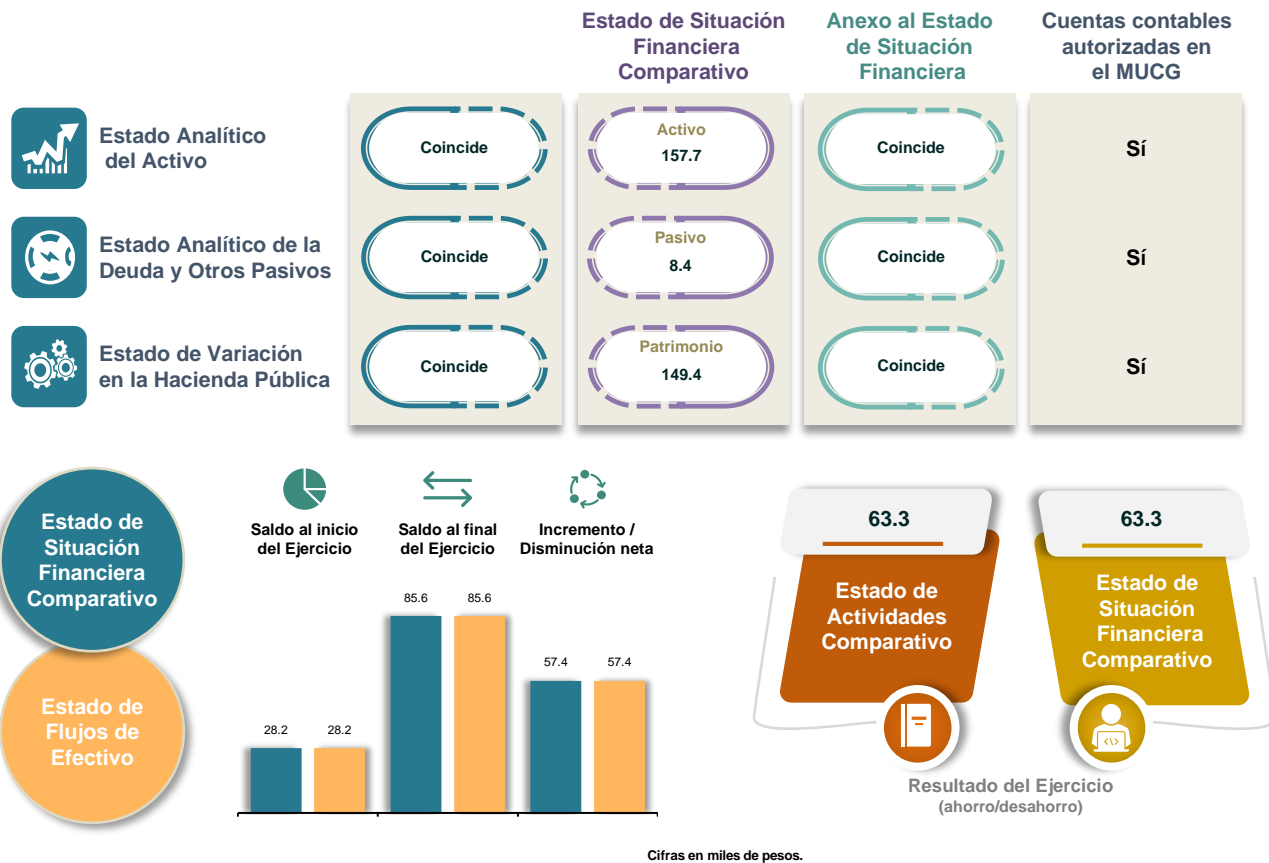 Estado de Situación
Financiera
Comparativo
Anexo al Estado
de Situación
Financiera
Cuentas contables
autorizadas en
el MUCG
Estado Analítico
del Activo
Coincide
Activo
157.7
Coincide
Sí
Estado Analítico de la
Deuda y Otros Pasivos
Coincide
Pasivo
8.4
Coincide
Sí
Estado de Variación
en la Hacienda Pública
Coincide
Patrimonio
149.4
Coincide
Sí
Estado de
Situación
Financiera
Comparativo
Estado de
Flujos de
Efectivo
Saldo al inicio
del Ejercicio
Saldo al final
del Ejercicio
Incremento /
Disminución neta
28.2
28.2
85.6
85.6
57.4
57.4
63.3
Estado de
Actividades
Comparativo
63.3
Estado de
Situación
Financiera
Comparativo
Resultado del Ejercicio
(ahorro/desahorro)
Cifras en miles de pesos.